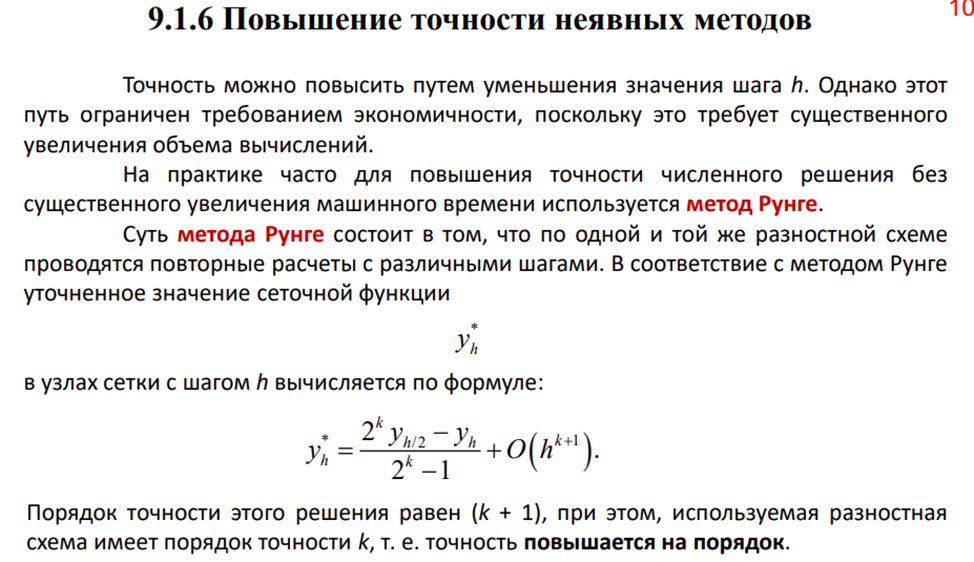 9.1.6 Повышение точности неявных методов
10
Точность можно повысить путем уменьшения значения шага h. Однако этот
путь ограничен требованием экономичности, поскольку это требует существенного
увеличения объема вычислений.
На практике часто для повышения точности численного решения без
существенного увеличения машинного времени используется метод Рунге.
Суть метода Рунге состоит в том, что по одной и той же разностной схеме
проводятся повторные расчеты с различными шагами. В соответствие с методом Рунге
уточненное значение сеточной функции
y_h^*
в узлах сетки с шагом h вычисляется по формуле:
y_h^* = (2^k y_{h/2} − y_h)/(2^k − 1) + O(h^{k+1}).
Порядок точности этого решения равен (k + 1), при этом, используемая разностная
схема имеет порядок точности k, т. е. точность повышается на порядок.